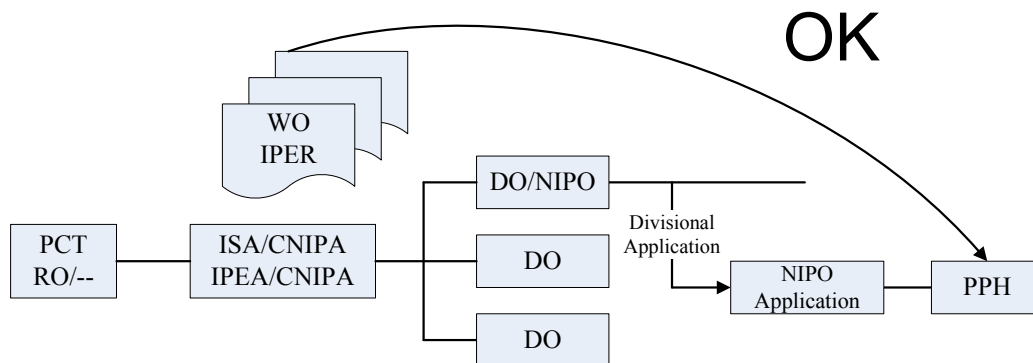 OK
WO
IPER
DO/NIPO
Divisional
Application
PCT
RO/--
ISA/CNIPA
IPEA/CNIPA
DO
NIPO
Application
PPH
DO